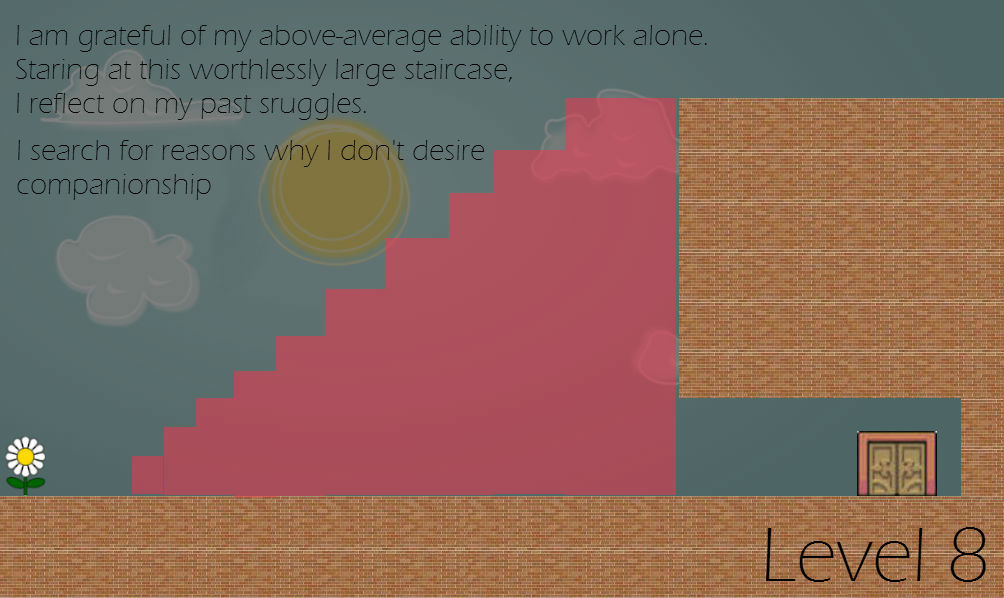 I am grateful of my above-average ability to work alone.
Staring at this worthlessly large staircase,
I reflect on my past sruggles.
I search for reasons why I don't desire
companionship
Level 8